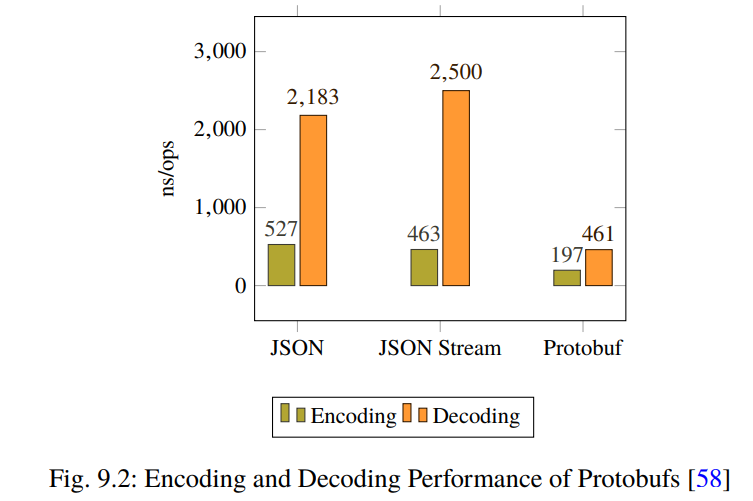 3,000
2,000
1,000
0
ns/ops
527
2,183
463
2,500
197
461
JSON
JSON Stream
Protobuf
Encoding Decoding
Fig. 9.2: Encoding and Decoding Performance of Protobufs [58]